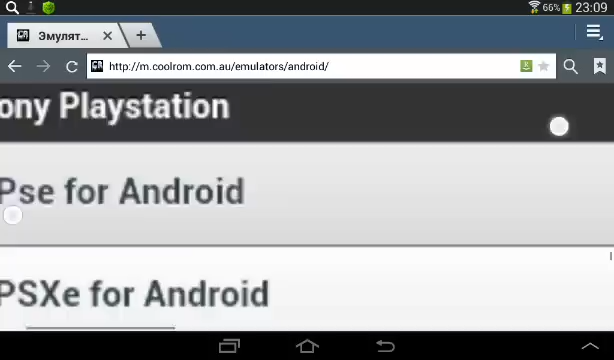 66% 23:09
Эмулят...
http://m.coolrom.com.au/emulators/android/
ony Playstation
Pse for Android
PSXe for Android